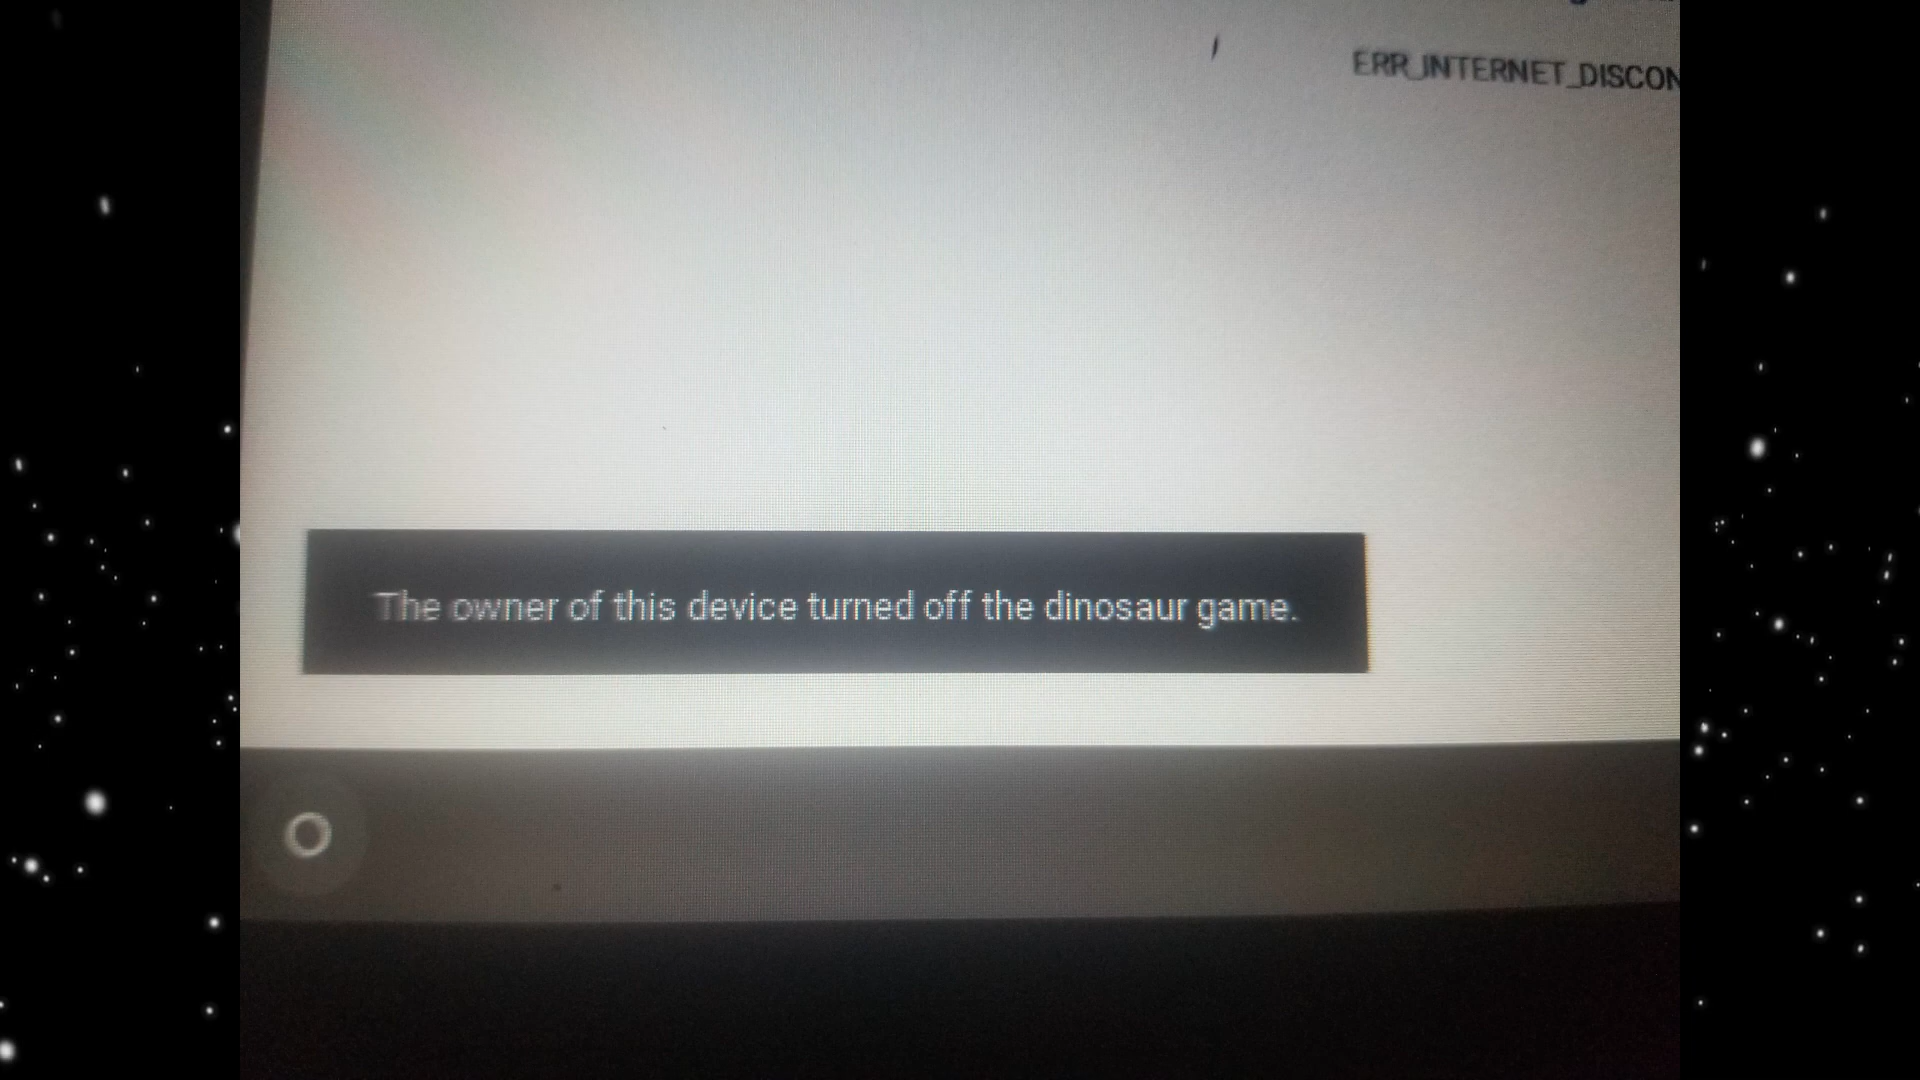 ERR_INTERNET_DISCON
The owner of this device turned off the dinosaur game.